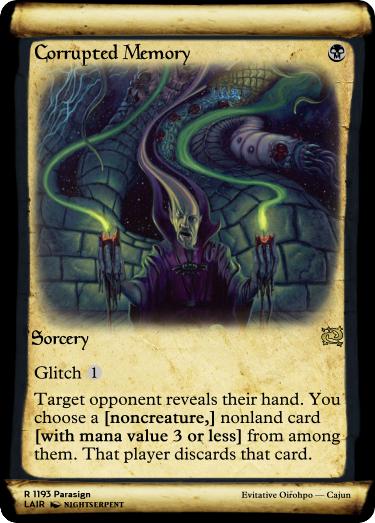 Corrupted Memory
Sorcery
Glitch 1
Target opponent reveals their hand. You
choose a [noncreature,] nonland card
[with mana value 3 or less] from among
them. That player discards that card.
R 1193 Parasign
LAIR NIGHTSERPENT
Evitative Oiřohpo — Cajun